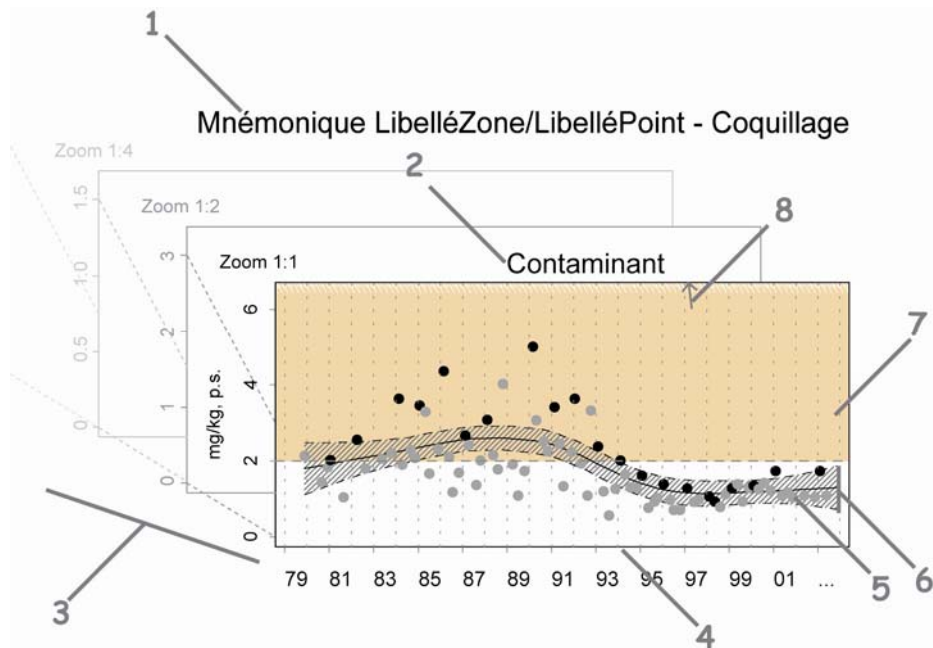 1
Mnémonique LibelléZone/LibelléPoint - Coquillage
Zoom 1:4
2
1.5
Zoom 1:2
8
3
Zoom 1:1
Contaminant
1.0
6
7
2
0.5
4
mg/kg, p.s.
1
0
2
0
0
6
5
3
79 81 83 85 87 89 91 93 95 97 99 01 ...
4